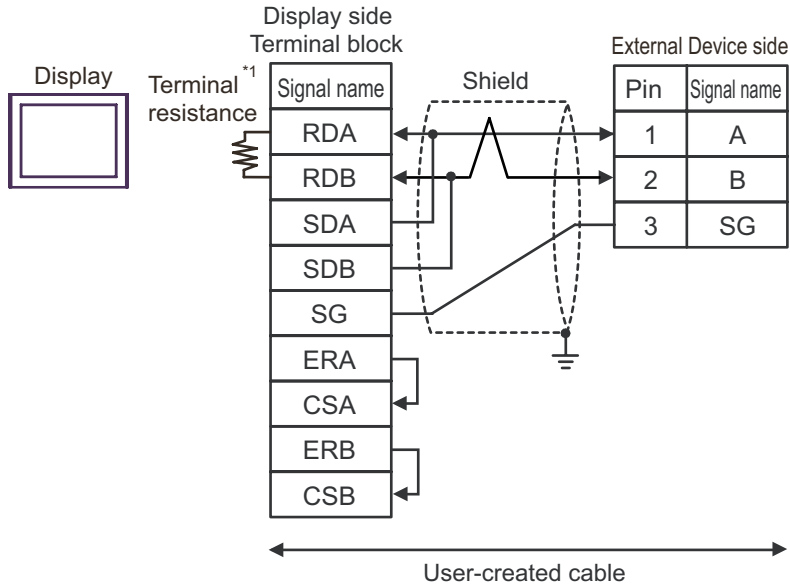 Display side
Terminal block
External Device side
Display
Terminal *1
resistance
Shield
Signal name
RDA
RDB
SDA
SDB
SG
ERA
CSA
ERB
CSB
Pin Signal name
1 A
2 B
3 SG
User-created cable